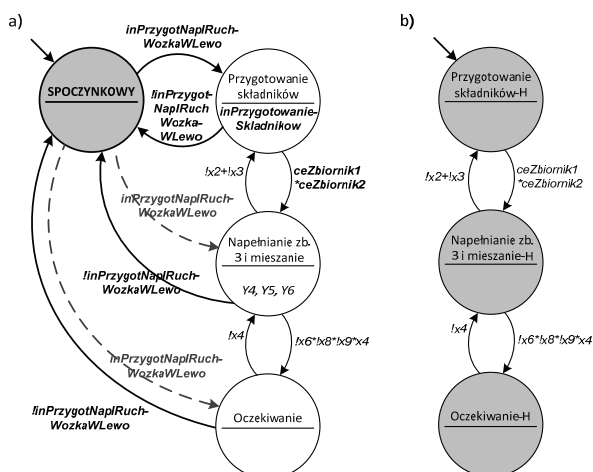 a)
inPrzygotNaplRuch-
WozkaWLewo
SPOCZYNKOWY
!inPrzygot-
NaplRuch
Wozka-
WLewo
Przygotowanie
składników
inPrzygotowanie-
Skladnikow
!x2+!x3
ceZbiornik1
*ceZbiornik2
inPrzygotNaplRuch-
WozkaWLewo
Napełnianie zb.
3 i mieszanie
Y4, Y5, Y6
!inPrzygotNaplRuch-
WozkaWLewo
!x4
!x6*!x8*!x9*x4
inPrzygotNaplRuch-
WozkaWLewo
Oczekiwanie
!inPrzygotNaplRuch-
WozkaWLewo
b)
Przygotowanie
składników-H
!x2+!x3
ceZbiornik1
*ceZbiornik2
Napełnianie zb.
3 i mieszanie-H
!x4
!x6*!x8*!x9*x4
Oczekiwanie-H